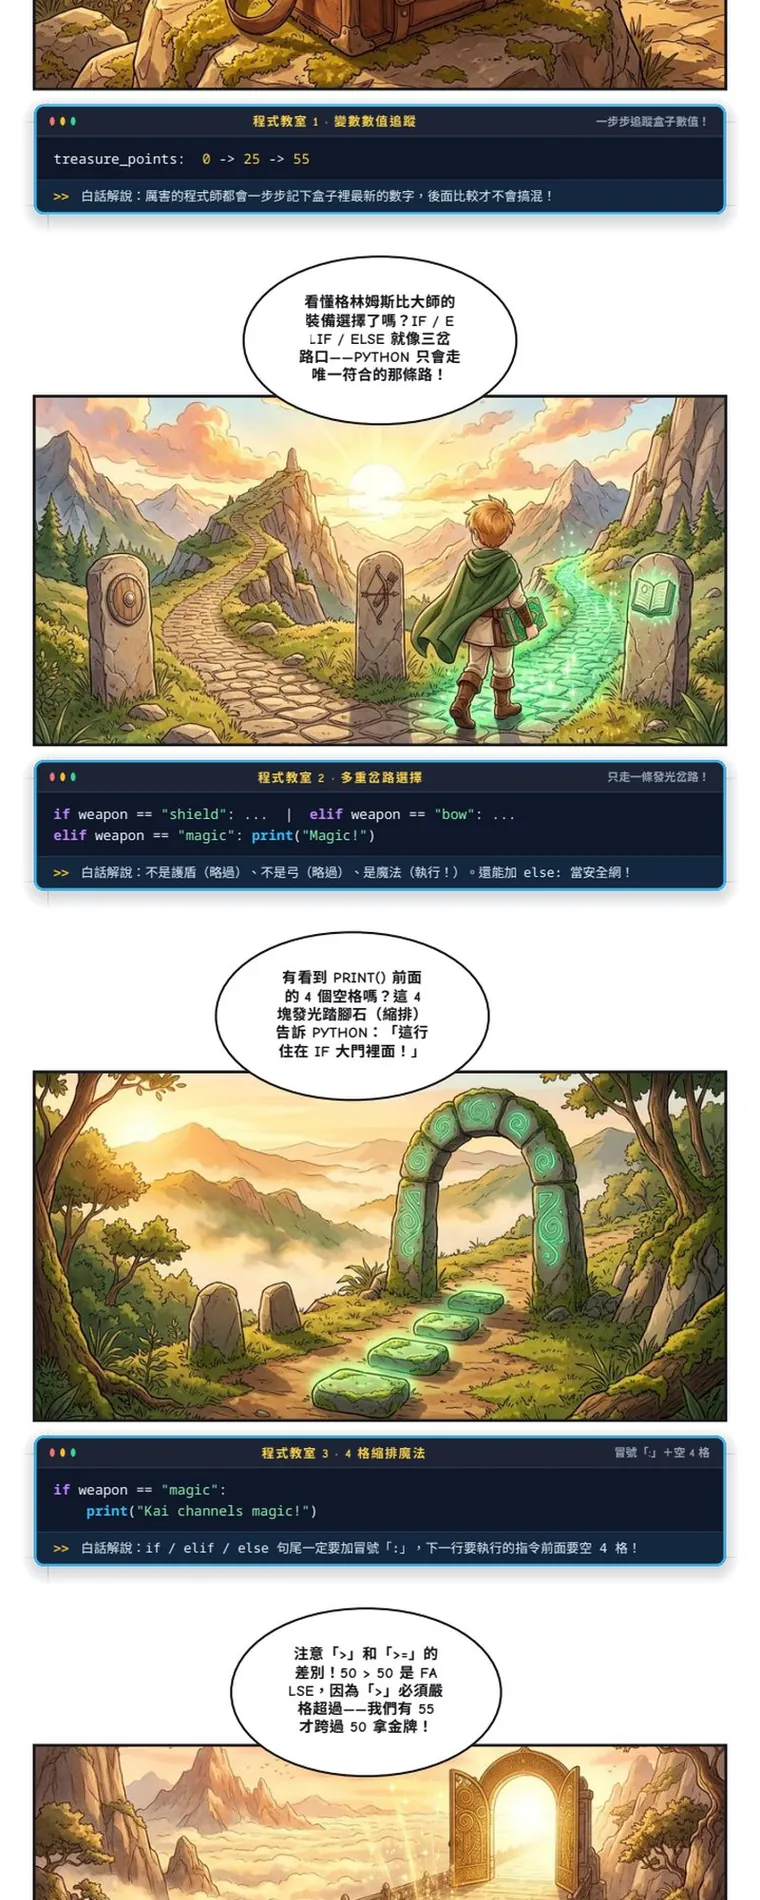 程式教室 1 · 變數數值追蹤
一步步追蹤盒子數值！
treasure_points: 0 -> 25 -> 55
>> 白話解說：厲害的程式師都會一步步記下盒子裡最新的數字，後面比較才不會搞混！
看懂格林姆斯比大師的
裝備選擇了嗎？IF / E
LIF / ELSE 就像三岔
路口——PYTHON 只會走
唯一符合的那條路！
程式教室 2 · 多重岔路選擇
只走一條發光岔路！
if weapon == "shield": ... | elif weapon == "bow": ...
elif weapon == "magic": print("Magic!")
>> 白話解說：不是護盾（略過）、不是弓（略過）、是魔法（執行！）。還能加 else: 當安全網！
有看到 PRINT() 前面
的 4 個空格嗎？這 4
塊發光踏腳石（縮排）
告訴 PYTHON：「這行
住在 IF 大門裡面！」
程式教室 3 · 4 格縮排魔法
冒號「:」＋空 4 格
if weapon == "magic":
    print("Kai channels magic!")
>> 白話解說：if / elif / else 句尾一定要加冒號「:」，下一行要執行的指令前面要空 4 格！
注意「>」和「>=」的
差別！50 > 50 是 FA
LSE，因為「>」必須嚴
格超過——我們有 55
才跨過 50 拿金牌！